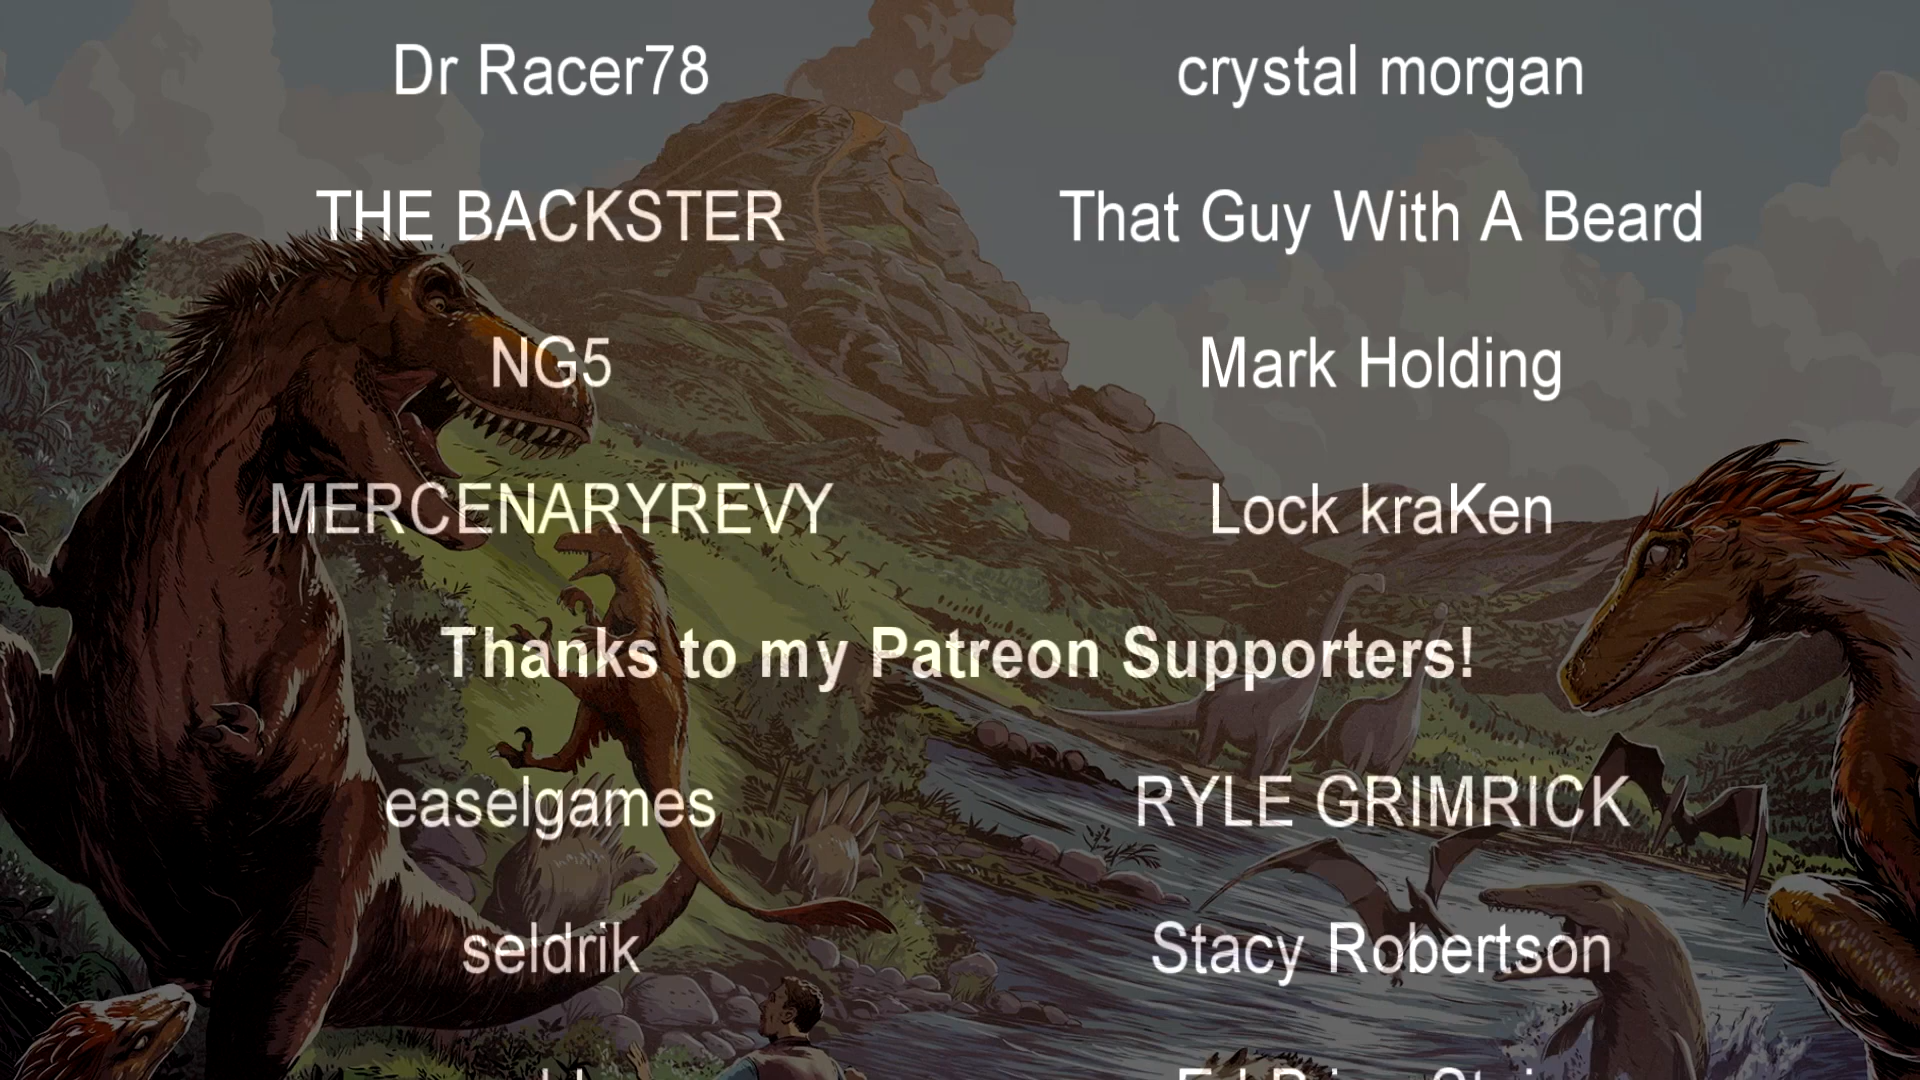 Dr Racer78 crystal morgan
THE BACKSTER That Guy With A Beard
NG5 Mark Holding
MERCENARYREVY Lock kraKen
Thanks to my Patreon Supporters!
easelgames RYLE GRIMRICK
seldrik Stacy Robertson